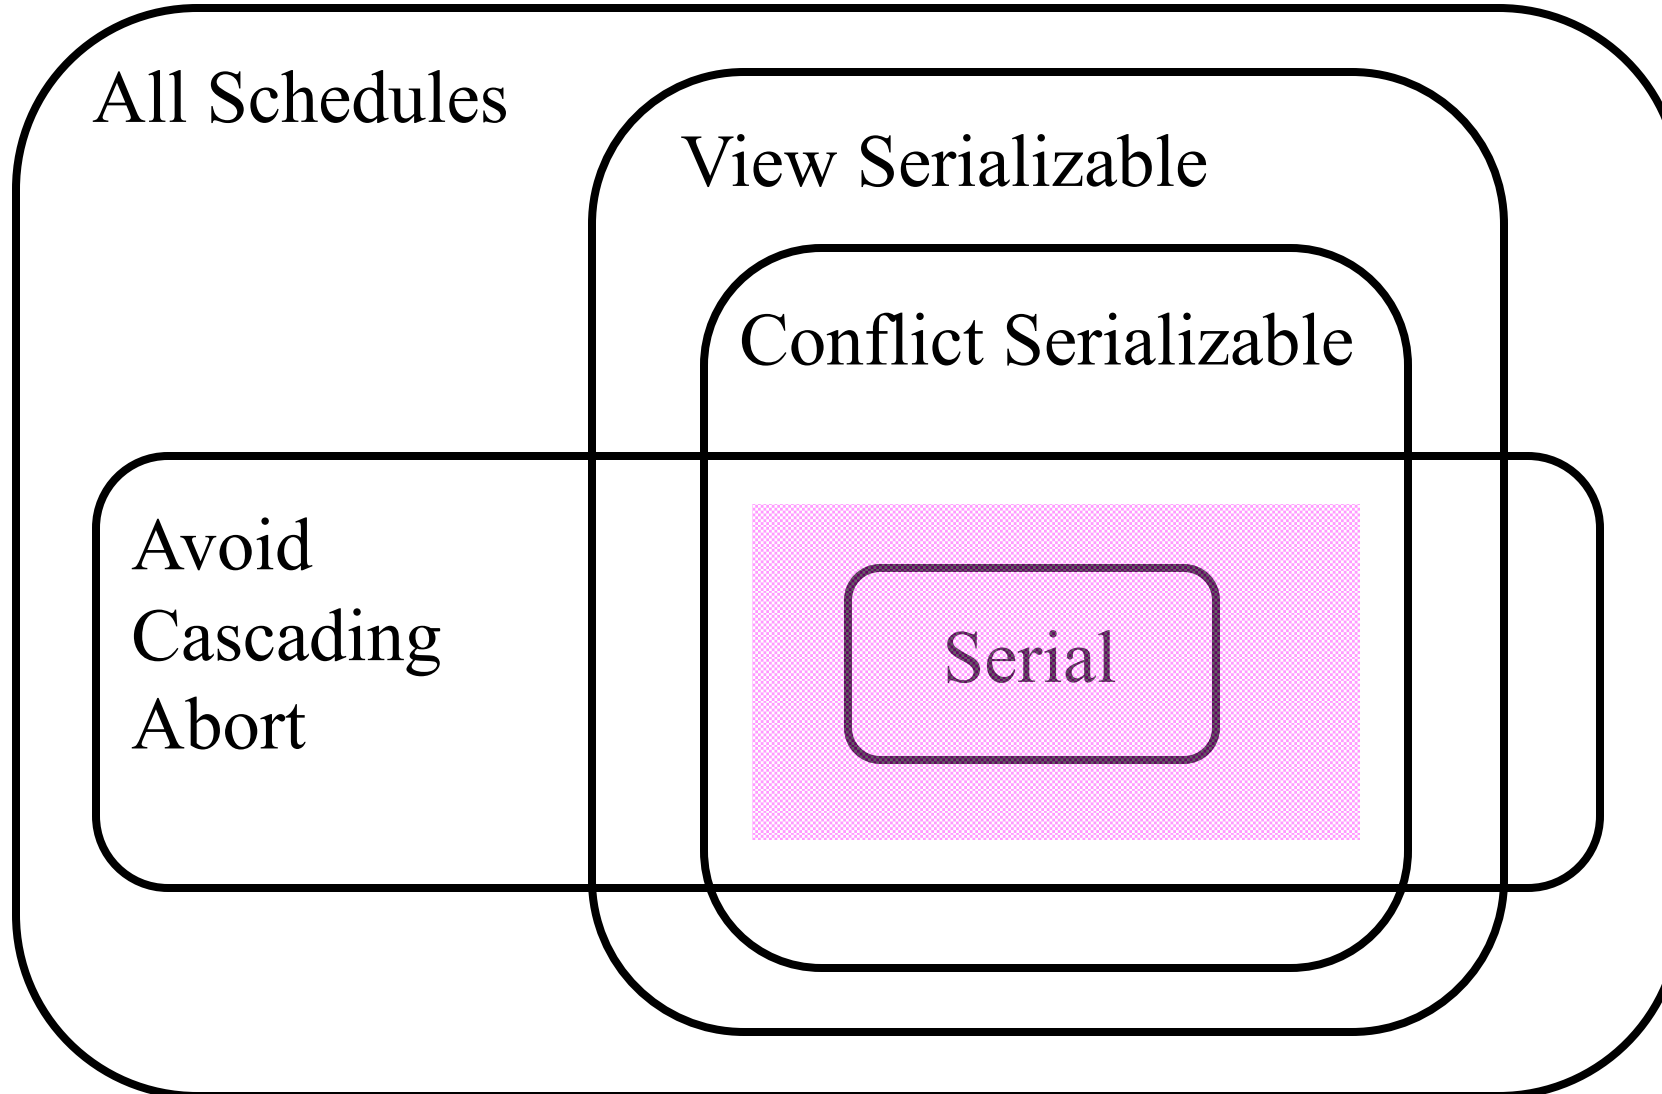 All Schedules
View Serializable
Conflict Serializable
Avoid
Cascading
Abort
Serial